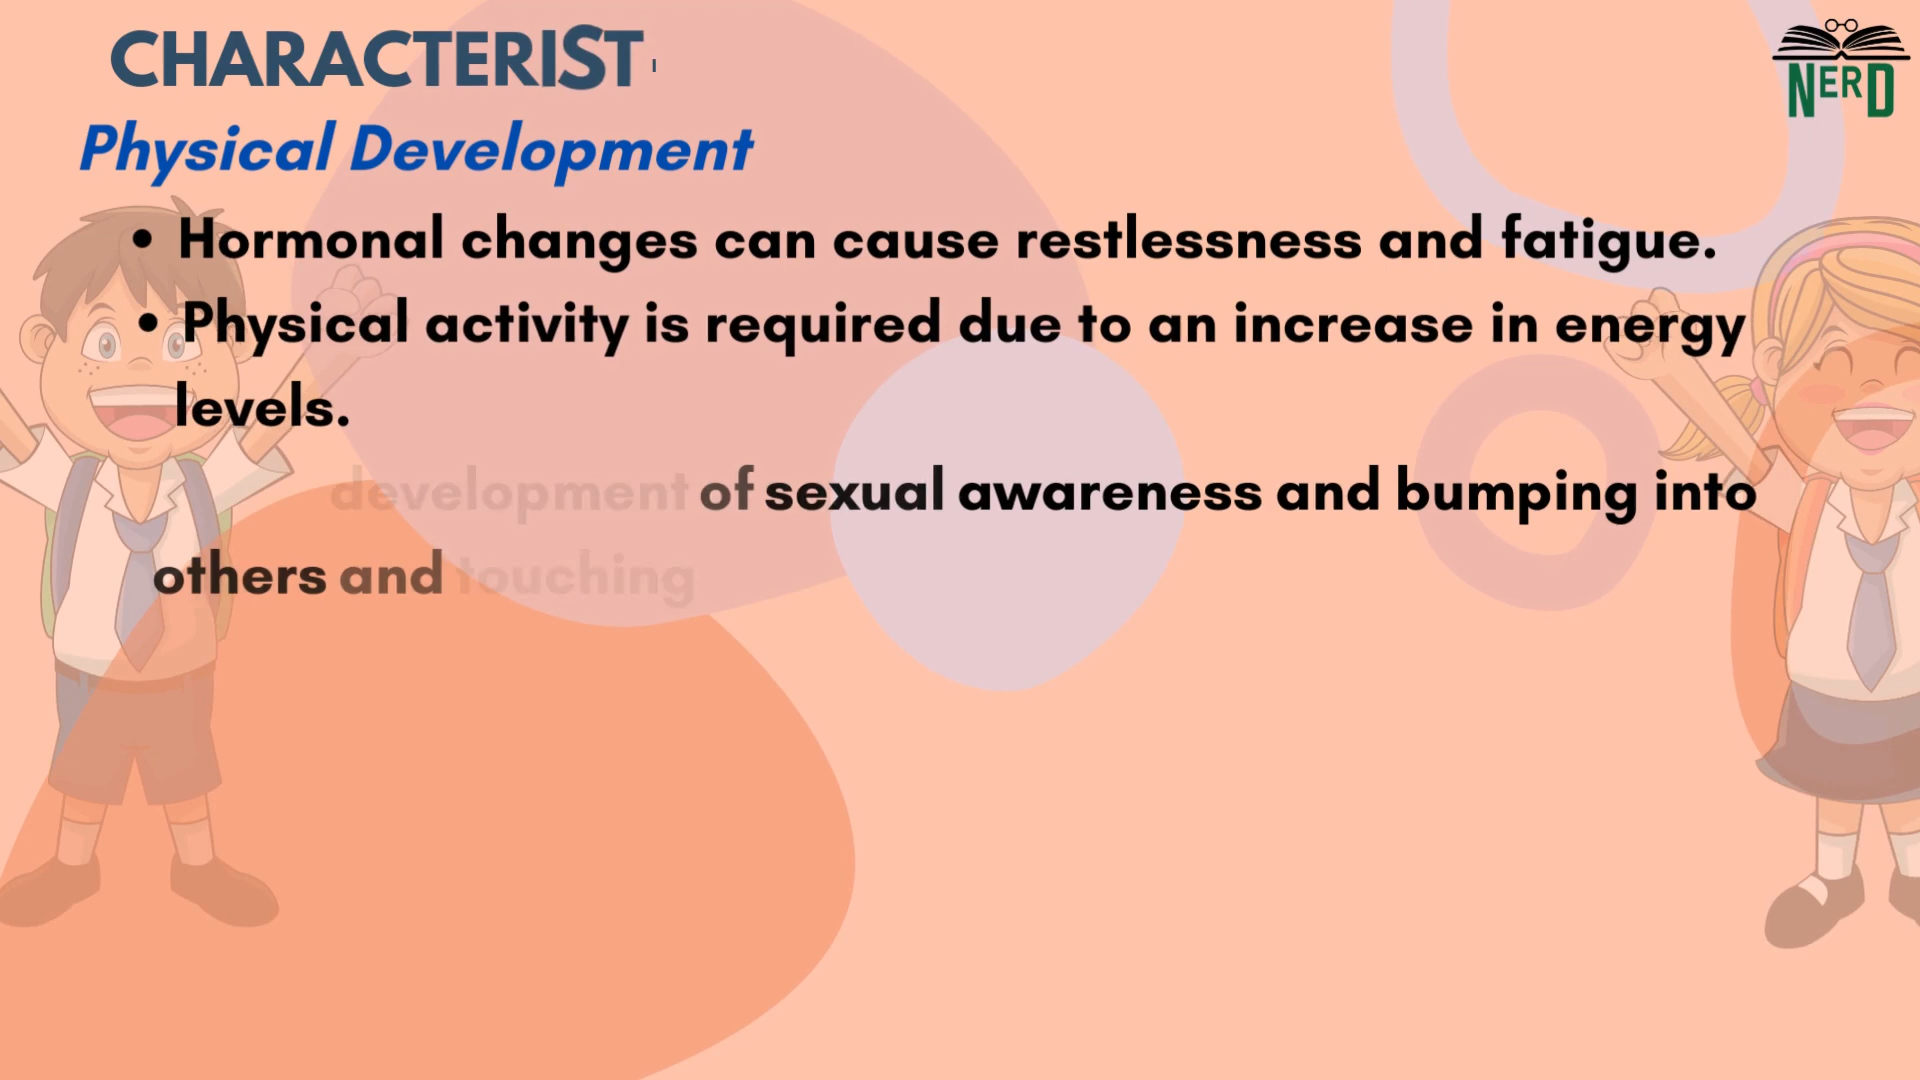 CHARACTERIST
NERD
Physical Development
• Hormonal changes can cause restlessness and fatigue.
• Physical activity is required due to an increase in energy
levels.
development of sexual awareness and bumping into
others and touching